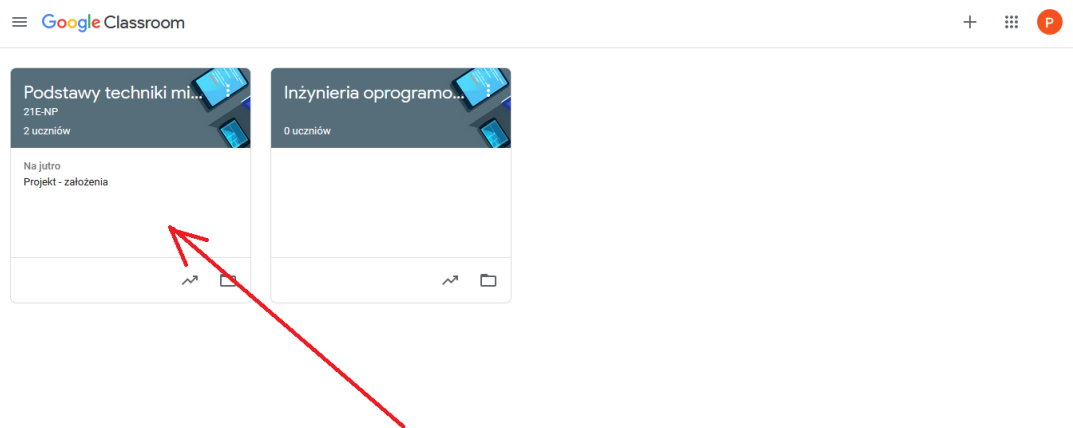 Google Classroom
P
Podstawy techniki mi...
21E-NP
2 uczniów
Na jutro
Projekt - założenia
Inżynieria oprogramo...
0 uczniów